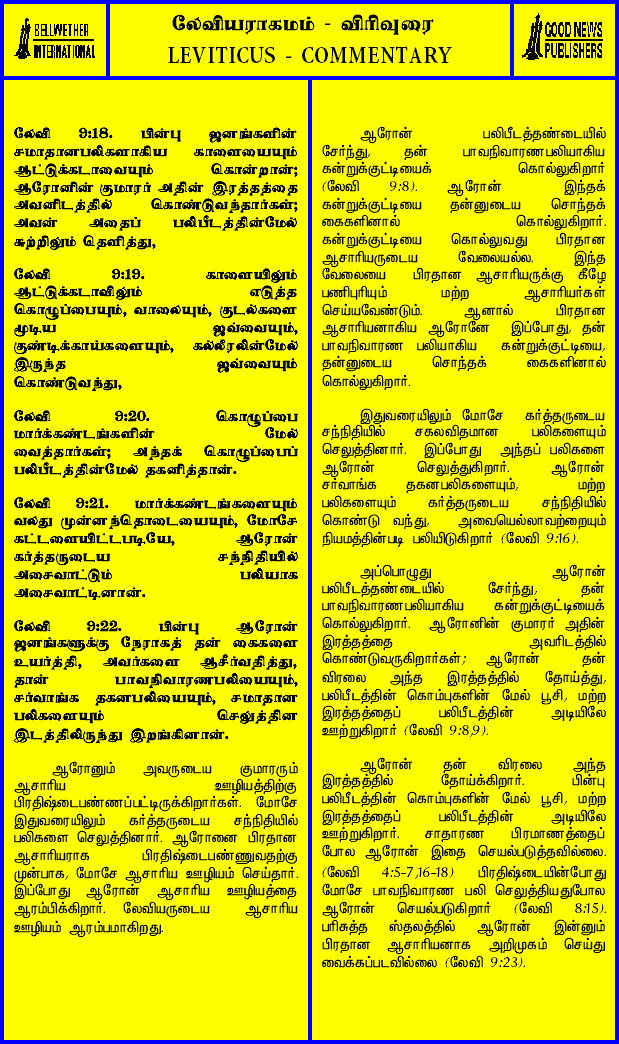 BELLWETHER
INTERNATIONAL
லேவியராகமம் - விரிவுரை
LEVITICUS - COMMENTARY
GOOD NEWS
PUBLISHERS
லேவி 9:18. பின்பு ஜனங்களின்
சமாதானபலிகளாகிய காளையையும்
ஆட்டுக்கடாவையும் கொன்றான்;
ஆரோனின் குமாரர் அதின் இரத்தத்தை
அவனிடத்தில் கொண்டுவந்தார்கள்;
அவன் அதைப் பலிபீடத்தின்மேல்
சுற்றிலும் தெளித்து,
லேவி 9:19. காளையிலும்
ஆட்டுக்கடாவிலும் எடுத்த
கொழுப்பையும், வாலையும், குடல்களை
மூடிய ஜவ்வையும்,
குண்டிக்காய்களையும், கல்லீரலின்மேல்
இருந்த ஜவ்வையும்
கொண்டுவந்து,
லேவி 9:20. கொழுப்பை
மார்க்கண்டங்களின் மேல்
வைத்தார்கள்; அந்தக் கொழுப்பைப்
பலிபீடத்தின்மேல் தகனித்தான்.
லேவி 9:21. மார்க்கண்டங்களையும்
வலது முன்னந்தொடையையும், மோசே
கட்டளையிட்டபடியே, ஆரோன்
கர்த்தருடைய சந்நிதியில்
அசைவாட்டும் பலியாக
அசைவாட்டினான்.
லேவி 9:22. பின்பு ஆரோன்
ஜனங்களுக்கு நேராகத் தன் கைகளை
உயர்த்தி, அவர்களை ஆசீர்வதித்து,
தான் பாவநிவாரணபலியையும்,
சர்வாங்க தகனபலியையும், சமாதான
பலிகளையும் செலுத்தின
இடத்திலிருந்து இறங்கினான்.
ஆரோனும் அவருடைய குமாரரும்
ஆசாரிய ஊழியத்திற்கு
பிரதிஷ்டைபண்ணப்பட்டிருக்கிறார்கள். மோசே
இதுவரையிலும் கர்த்தருடைய சந்நிதியில்
பலிகளை செலுத்தினார். ஆரோனை பிரதான
ஆசாரியராக பிரதிஷ்டைபண்ணுவதற்கு
முன்பாக, மோசே ஆசாரிய ஊழியம் செய்தார்.
இப்போது ஆரோன் ஆசாரிய ஊழியத்தை
ஆரம்பிக்கிறார். லேவியருடைய ஆசாரிய
ஊழியம் ஆரம்பமாகிறது.
ஆரோன் பலிபீடத்தண்டையில்
சேர்ந்து, தன் பாவநிவாரணபலியாகிய
கன்றுக்குட்டியைக் கொல்லுகிறார்
(லேவி 9:8). ஆரோன் இந்தக்
கன்றுக்குட்டியை தன்னுடைய சொந்தக்
கைகளினால் கொல்லுகிறார்.
கன்றுக்குட்டியை கொல்லுவது பிரதான
ஆசாரியருடைய வேலையல்ல. இந்த
வேலையை பிரதான ஆசாரியருக்கு கீழே
பணிபுரியும் மற்ற ஆசாரியர்கள்
செய்யவேண்டும். ஆனால் பிரதான
ஆசாரியனாகிய ஆரோனே இப்போது, தன்
பாவநிவாரண பலியாகிய கன்றுக்குட்டியை,
தன்னுடைய சொந்தக் கைகளினால்
கொல்லுகிறார்.
இதுவரையிலும் மோசே கர்த்தருடைய
சந்நிதியில் சகலவிதமான பலிகளையும்
செலுத்தினார். இப்போது அந்தப் பலிகளை
ஆரோன் செலுத்துகிறார். ஆரோன்
சர்வாங்க தகனபலிகளையும், மற்ற
பலிகளையும் கர்த்தருடைய சந்நிதியில்
கொண்டு வந்து, அவையெல்லாவற்றையும்
நியமத்தின்படி பலியிடுகிறார் (லேவி 9:16).
அப்பொழுது ஆரோன்
பலிபீடத்தண்டையில் சேர்ந்து, தன்
பாவநிவாரணபலியாகிய கன்றுக்குட்டியைக்
கொல்லுகிறார். ஆரோனின் குமாரர் அதின்
இரத்தத்தை அவரிடத்தில்
கொண்டுவருகிறார்கள்; ஆரோன் தன்
விரலை அந்த இரத்தத்தில் தோய்த்து,
பலிபீடத்தின் கொம்புகளின் மேல் பூசி, மற்ற
இரத்தத்தைப் பலிபீடத்தின் அடியிலே
ஊற்றுகிறார் (லேவி 9:8,9).
ஆரோன் தன் விரலை அந்த
இரத்தத்தில் தோய்க்கிறார். பின்பு
பலிபீடத்தின் கொம்புகளின் மேல் பூசி, மற்ற
இரத்தத்தைப் பலிபீடத்தின் அடியிலே
ஊற்றுகிறார். சாதாரண பிரமாணத்தைப்
போல ஆரோன் இதை செயல்படுத்தவில்லை.
(லேவி 4:5-7,16-18) பிரதிஷ்டையின்போது
மோசே பாவநிவாரண பலி செலுத்தியதுபோல
ஆரோன் செயல்படுகிறார் (லேவி 8:15).
பரிசுத்த ஸ்தலத்தில் ஆரோன் இன்னும்
பிரதான ஆசாரியனாக அறிமுகம் செய்து
வைக்கப்படவில்லை (லேவி 9:23).